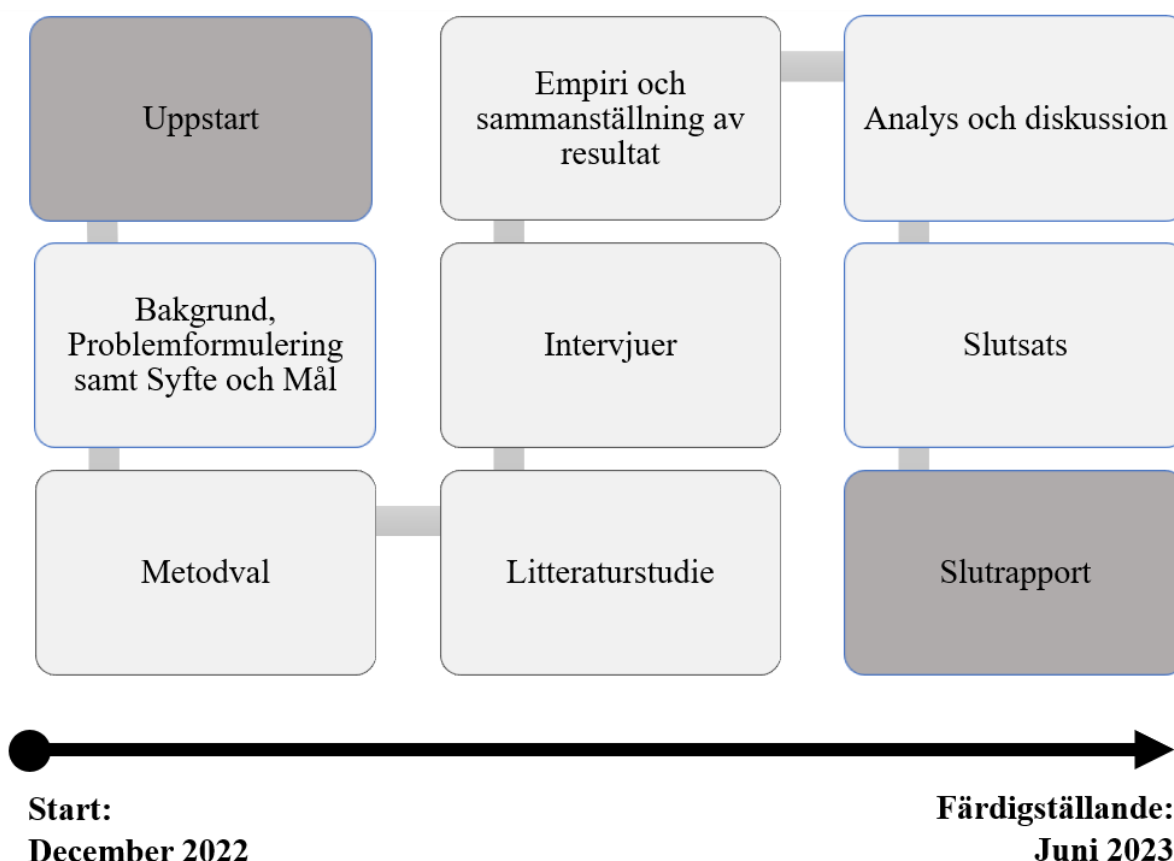 Uppstart
Bakgrund,
Problemformulering
samt Syfte och Mål
Metodval
Litteraturstudie
Intervjuer
Empiri och
sammanställning av
resultat
Analys och diskussion
Slutsats
Slutrapport
Start:
December 2022
Färdigställande:
Juni 2023